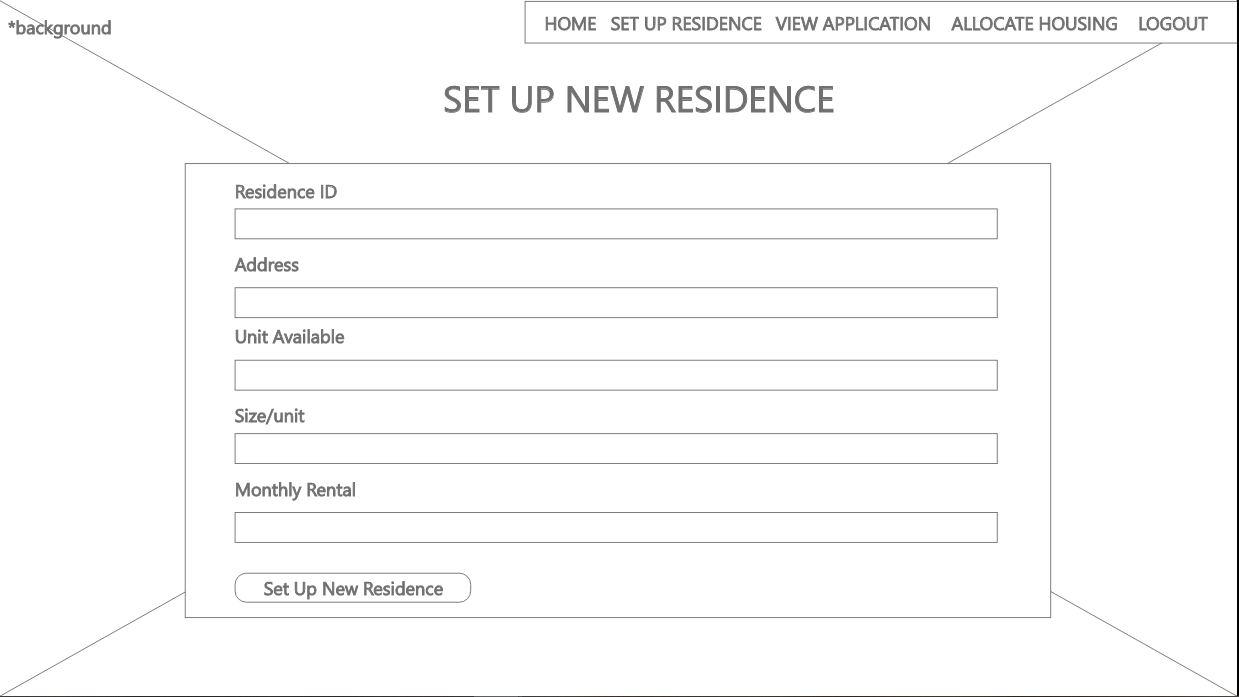 *background
HOME SET UP RESIDENCE VIEW APPLICATION ALLOCATE HOUSING LOGOUT
SET UP NEW RESIDENCE
Residence ID
Address
Unit Available
Size/unit
Monthly Rental
Set Up New Residence